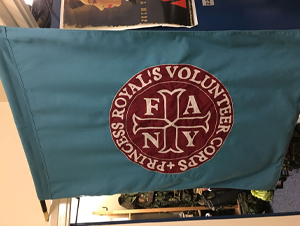 PRINCESS ROYAL'S VOLUNTEER CORPS +
F A
N Y